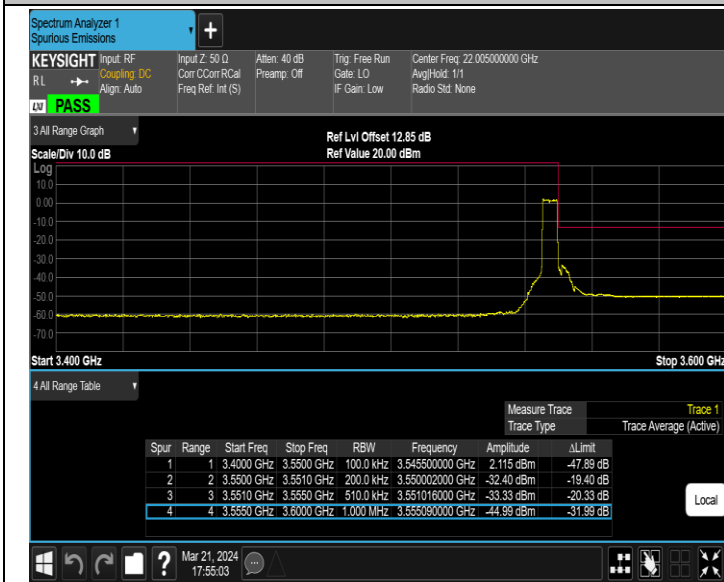 Spectrum Analyzer 1
Spurious Emissions
+
KEYSIGHT Input: RF Input Z: 50 Ω Atten: 40 dB Trig: Free Run Center Freq: 22.005000000 GHz
RL Coupling: DC Corr CCorr RCal Preamp: Off Gate: LO Avg|Hold: 1/1
Align: Auto Freq Ref: Int (S) IF Gain: Low Radio Std: None
LXI PASS
3 All Range Graph
Ref Lvl Offset 12.85 dB
Scale/Div 10.0 dB Ref Value 20.00 dBm
Log
10.0
0.00
-10.0
-20.0
-30.0
-40.0
-50.0
-60.0
-70.0
Start 3.400 GHz Stop 3.600 GHz
4 All Range Table
Measure Trace Trace 1
Trace Type Trace Average (Active)
Spur Range Start Freq Stop Freq RBW Frequency Amplitude ΔLimit
1 1 3.4000 GHz 3.5500 GHz 100.0 kHz 3.545500000 GHz 2.115 dBm -47.89 dB
2 2 3.5500 GHz 3.5510 GHz 200.0 kHz 3.550002000 GHz -32.40 dBm -19.40 dB
3 3 3.5510 GHz 3.5550 GHz 510.0 kHz 3.551016000 GHz -33.33 dBm -20.33 dB
4 4 3.5550 GHz 3.6000 GHz 1.000 MHz 3.555090000 GHz -44.99 dBm -31.99 dB
Local
? Mar 21, 2024
17:55:03